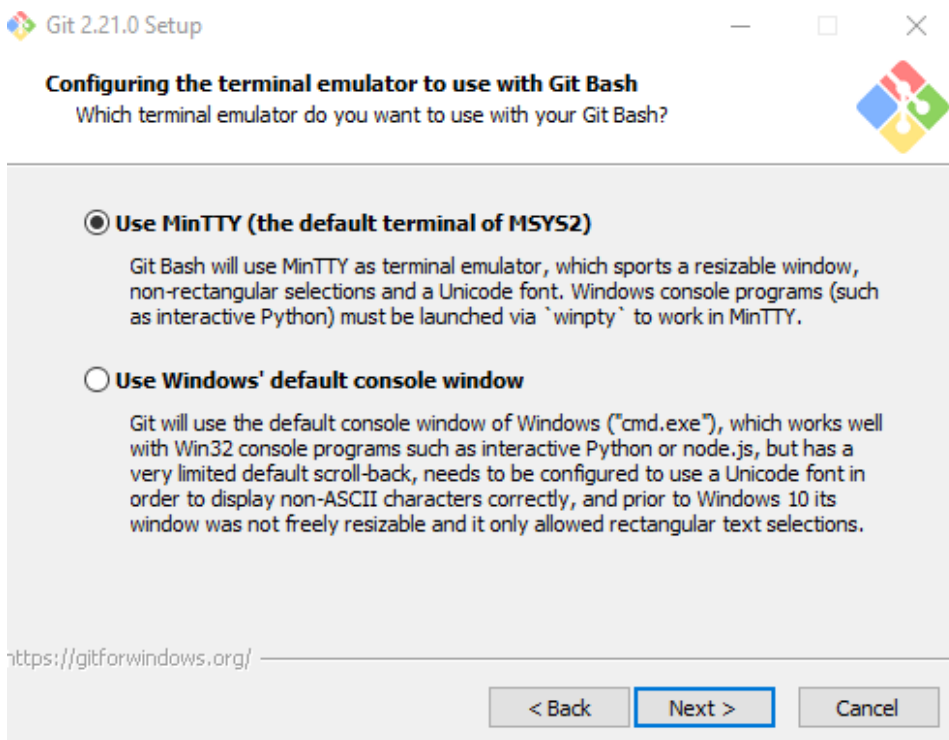 Git 2.21.0 Setup
Configuring the terminal emulator to use with Git Bash
Which terminal emulator do you want to use with your Git Bash?
Use MinTTY (the default terminal of MSYS2)
Git Bash will use MinTTY as terminal emulator, which sports a resizable window,
non-rectangular selections and a Unicode font. Windows console programs (such
as interactive Python) must be launched via `winpty` to work in MinTTY.
Use Windows' default console window
Git will use the default console window of Windows ("cmd.exe"), which works well
with Win32 console programs such as interactive Python or node.js, but has a
very limited default scroll-back, needs to be configured to use a Unicode font in
order to display non-ASCII characters correctly, and prior to Windows 10 its
window was not freely resizable and it only allowed rectangular text selections.
https://gitforwindows.org/
< Back Next > Cancel